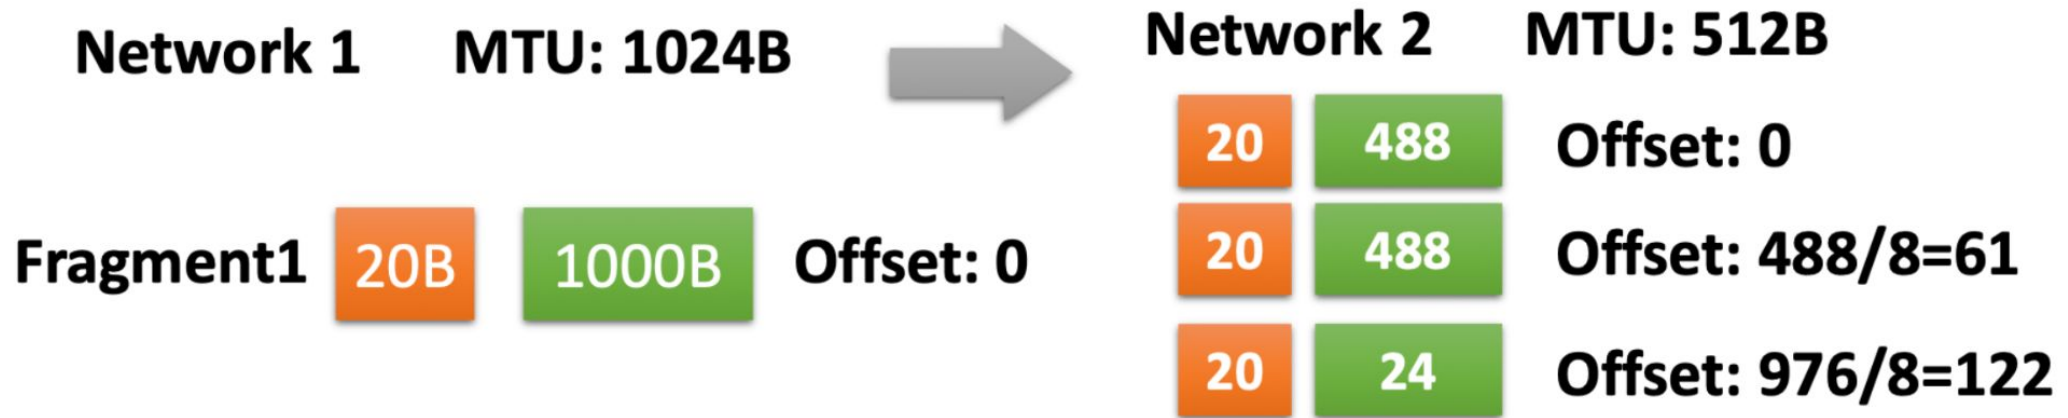 Network 1 MTU: 1024B
Fragment1 20B 1000B Offset: 0
Network 2 MTU: 512B
20 488 Offset: 0
20 488 Offset: 488/8=61
20 24 Offset: 976/8=122